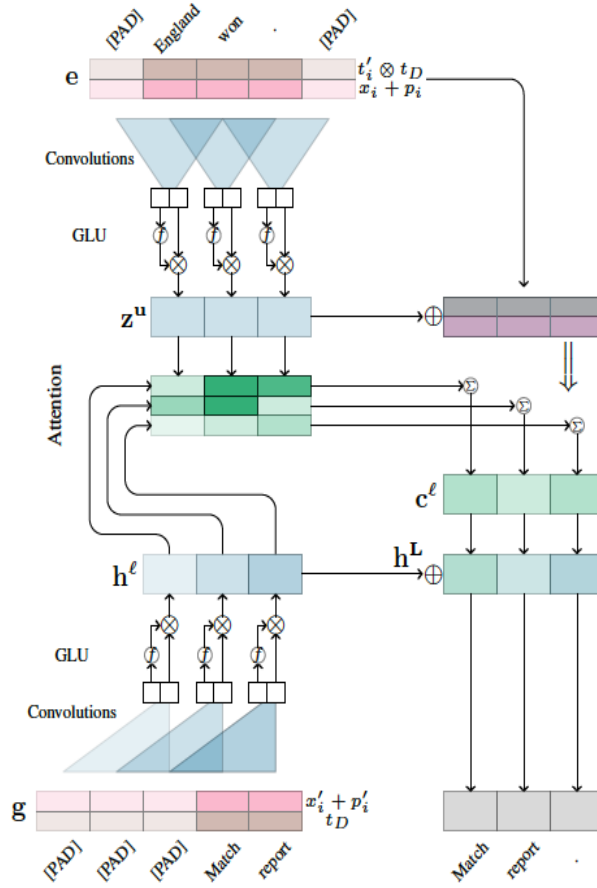 [PAD] England won . [PAD]
e
t′_i ⊗ t_D
x_i + p_i
Convolutions
f f f
GLU
⊗ ⊗ ⊗
z^u
⊕
⇓
Attention
Σ
Σ
Σ
c^ℓ
h^ℓ
h^L
⊕
⊗ ⊗ ⊗
GLU
f f f
Convolutions
g
x′_i + p′_i
t_D
[PAD] [PAD] [PAD] Match report
Match report .